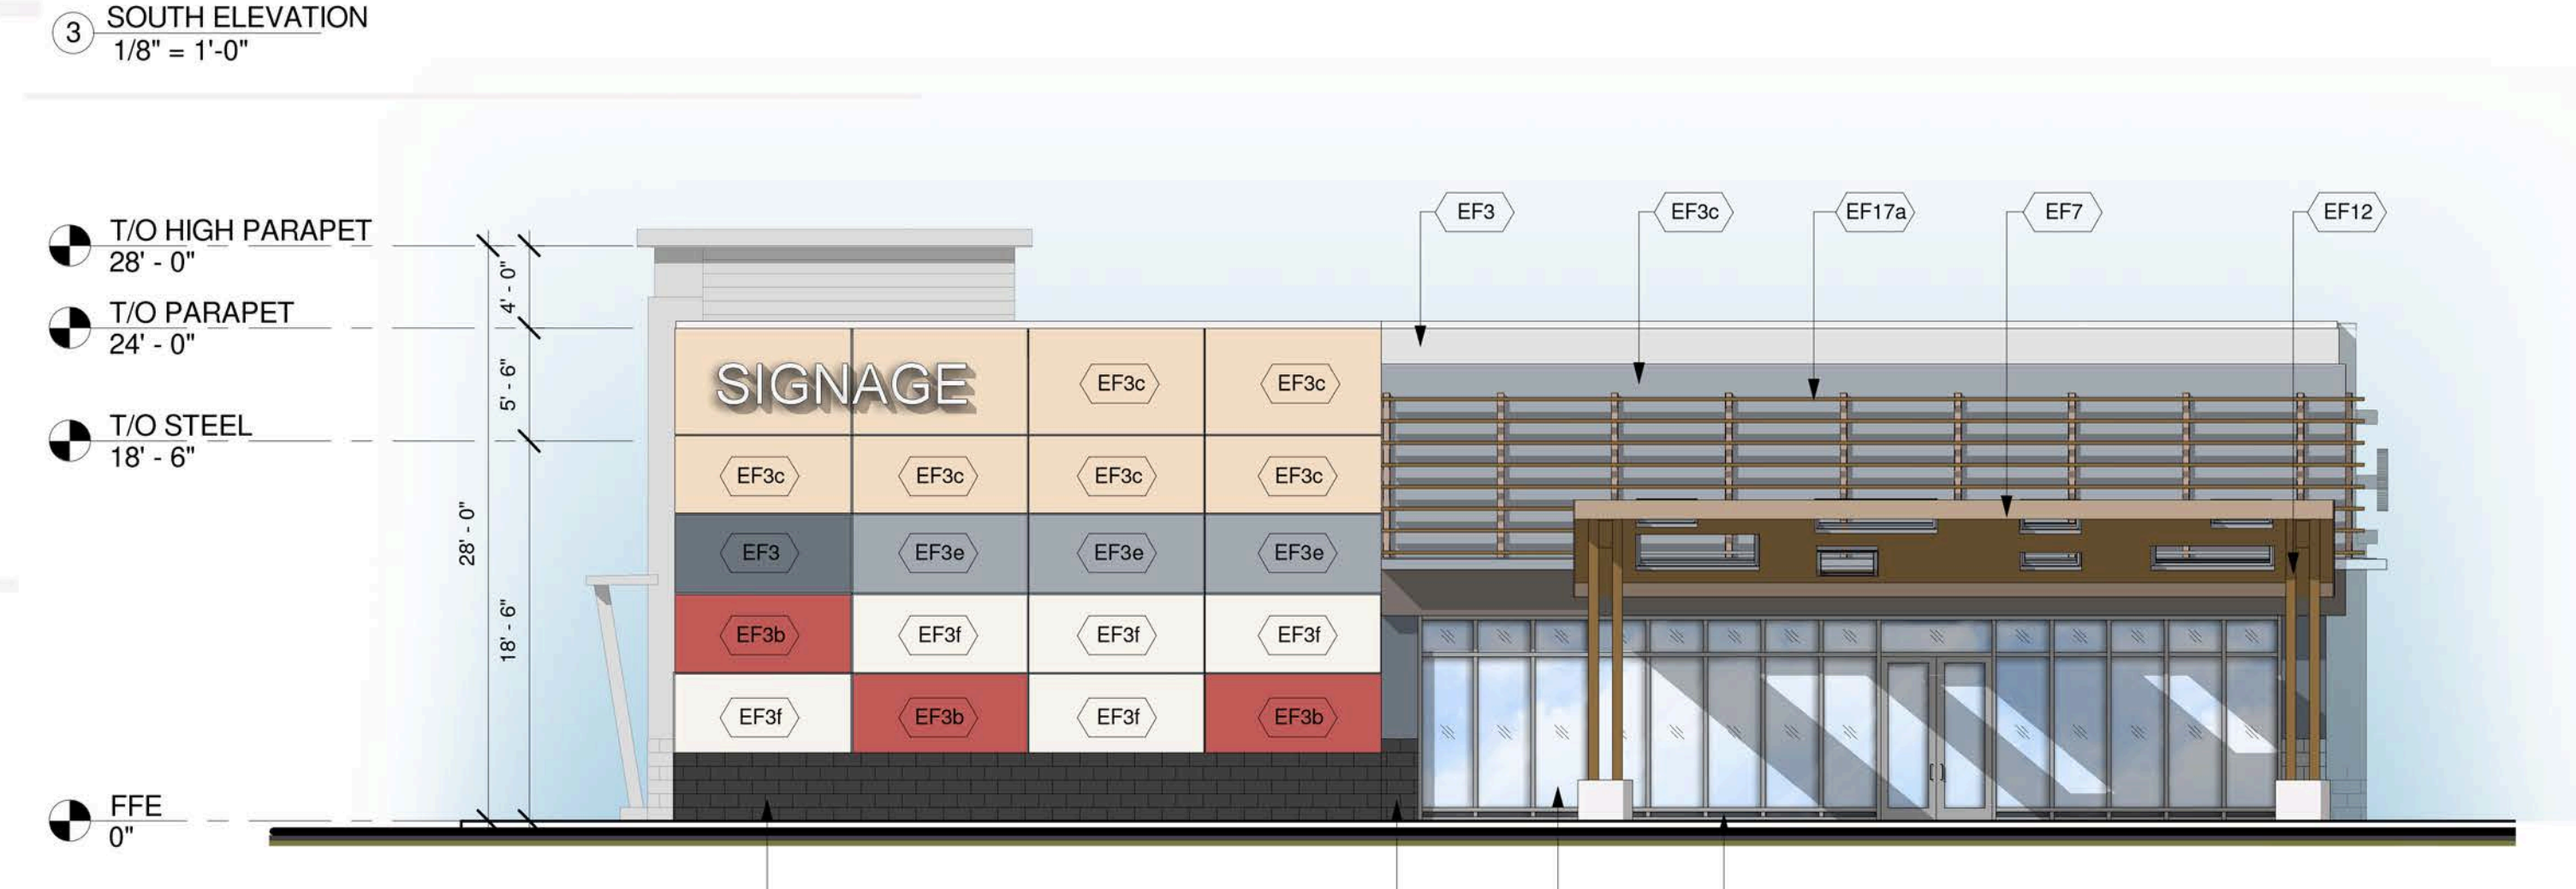 3 SOUTH ELEVATION
1/8" = 1'-0"
T/O HIGH PARAPET
28' - 0"
T/O PARAPET
24' - 0"
T/O STEEL
18' - 6"
FFE
0"
4' - 0"
5' - 6"
28' - 0"
18' - 6"
EF3 EF3c EF17a EF7 EF12
SIGNAGE EF3c EF3c
EF3c EF3c EF3c EF3c
EF3 EF3e EF3e EF3e
EF3b EF3f EF3f EF3f
EF3f EF3b EF3f EF3b